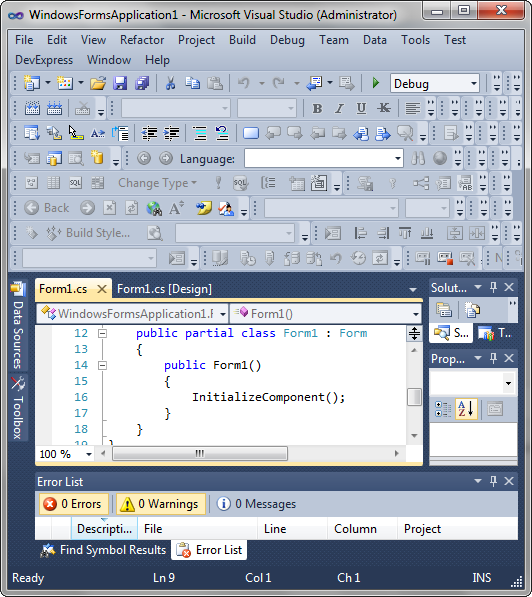 WindowsFormsApplication1 - Microsoft Visual Studio (Administrator)
File Edit View Refactor Project Build Debug Team Data Tools Test
DevExpress Window Help
Debug
B I U
Language:
Change Type
SQL
Back
Build Style...
Form1.cs Form1.cs [Design]
WindowsFormsApplication1.F Form1()
12 public partial class Form1 : Form
13 {
14 public Form1()
15 {
16 InitializeComponent();
17 }
18 }
19 }
100 %
Data Sources
Toolbox
Solut...
S... T...
Prop...
Error List
0 Errors 0 Warnings 0 Messages
Descripti... File Line Column Project
Find Symbol Results Error List
Ready Ln 9 Col 1 Ch 1 INS